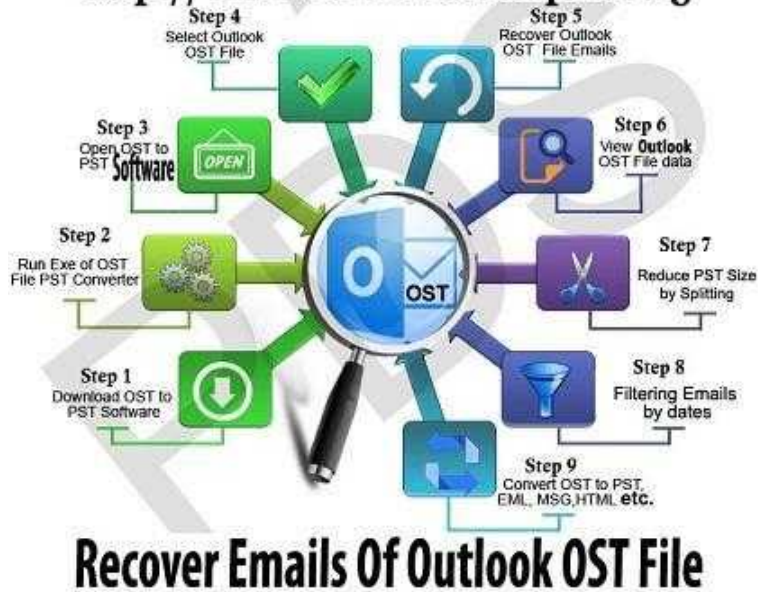 Step 4
Select Outlook
OST File
Step 5
Recover Outlook
OST File Emails
Step 3
Open OST to
PST Software
OPEN
Step 6
View Outlook
OST File data
Step 2
Run Exe of OST
File PST Converter
O
OST
Step 7
Reduce PST Size
by Splitting
Step 1
Download OST to
PST Software
Step 8
Filtering Emails
by dates
Step 9
Convert OST to PST,
EML, MSG,HTML etc.
Recover Emails Of Outlook OST File